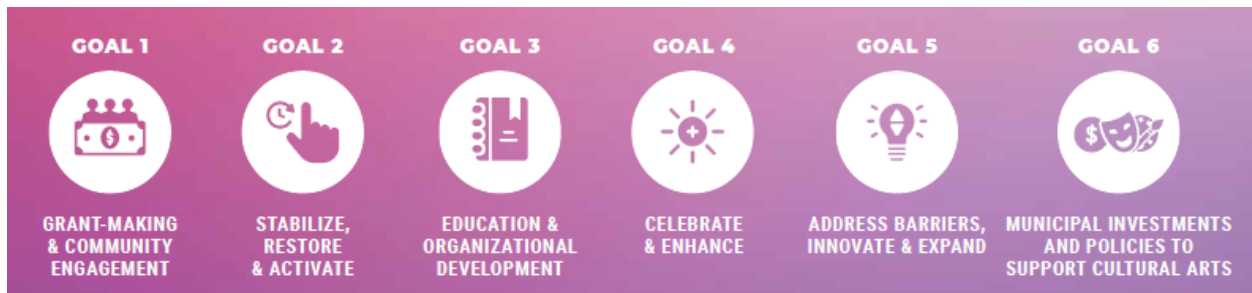 GOAL 1
GRANT-MAKING
& COMMUNITY
ENGAGEMENT
GOAL 2
STABILIZE,
RESTORE
& ACTIVATE
GOAL 3
EDUCATION &
ORGANIZATIONAL
DEVELOPMENT
GOAL 4
CELEBRATE
& ENHANCE
GOAL 5
ADDRESS BARRIERS,
INNOVATE & EXPAND
GOAL 6
MUNICIPAL INVESTMENTS
AND POLICIES TO
SUPPORT CULTURAL ARTS